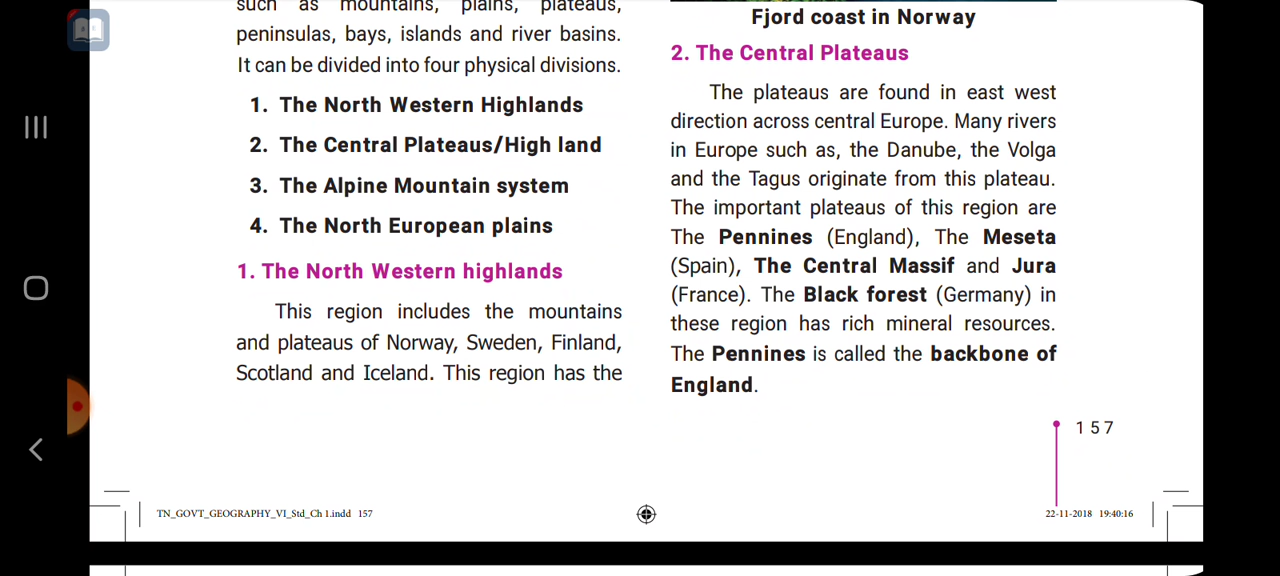 such as mountains, plains, plateaus,
peninsulas, bays, islands and river basins.
It can be divided into four physical divisions.
1. The North Western Highlands
2. The Central Plateaus/High land
3. The Alpine Mountain system
4. The North European plains
1. The North Western highlands
This region includes the mountains
and plateaus of Norway, Sweden, Finland,
Scotland and Iceland. This region has the
Fjord coast in Norway
2. The Central Plateaus
The plateaus are found in east west
direction across central Europe. Many rivers
in Europe such as, the Danube, the Volga
and the Tagus originate from this plateau.
The important plateaus of this region are
The Pennines (England), The Meseta
(Spain), The Central Massif and Jura
(France). The Black forest (Germany) in
these region has rich mineral resources.
The Pennines is called the backbone of
England.
157
TN_GOVT_GEOGRAPHY_VI_Std_Ch 1.indd 157
22-11-2018 19:40:16